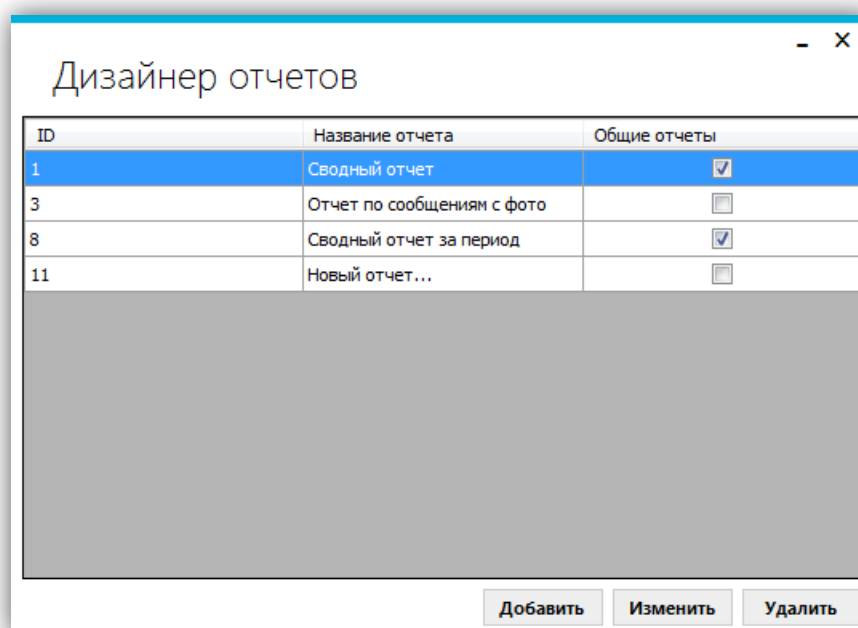 Дизайнер отчетов
ID Название отчета Общие отчеты
1 Сводный отчет
3 Отчет по сообщениям с фото
8 Сводный отчет за период
11 Новый отчет...
Добавить Изменить Удалить